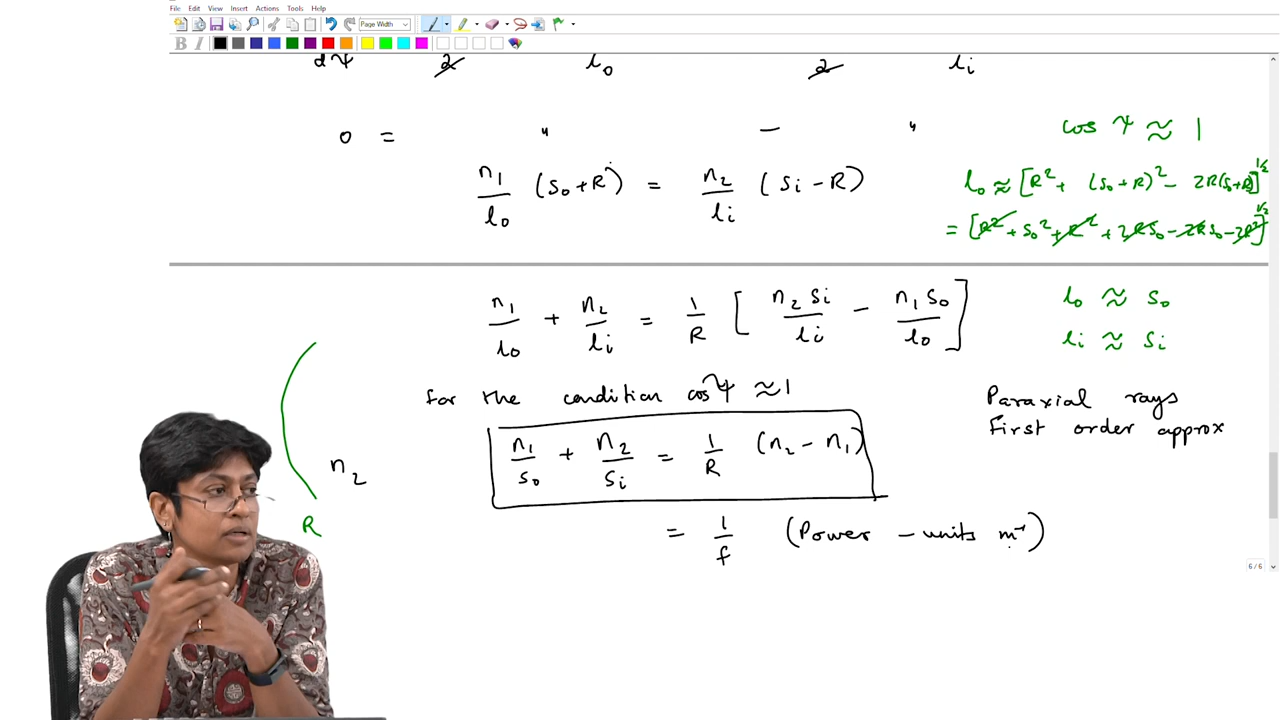 File Edit View Insert Actions Tools Help
Page Width
B I
dψ 2 l₀ 2 lᵢ
0 = " − " cos ψ ≈ 1
n₁/l₀ (s₀+R) = n₂/lᵢ (sᵢ−R)
l₀ ≈ [R² + (s₀+R)² − 2R(s₀+R)]^1/2
= [R² + s₀² + R² + 2Rs₀ − 2Rs₀ − 2R²]^1/2
n₁/l₀ + n₂/lᵢ = 1/R [n₂sᵢ/lᵢ − n₁s₀/l₀]
l₀ ≈ s₀
lᵢ ≈ sᵢ
for the condition cos ψ ≈ 1
Paraxial rays
First order approx
n₁/s₀ + n₂/sᵢ = 1/R (n₂ − n₁)
n₂
R
= 1/f (Power − units m⁻¹)
6/6